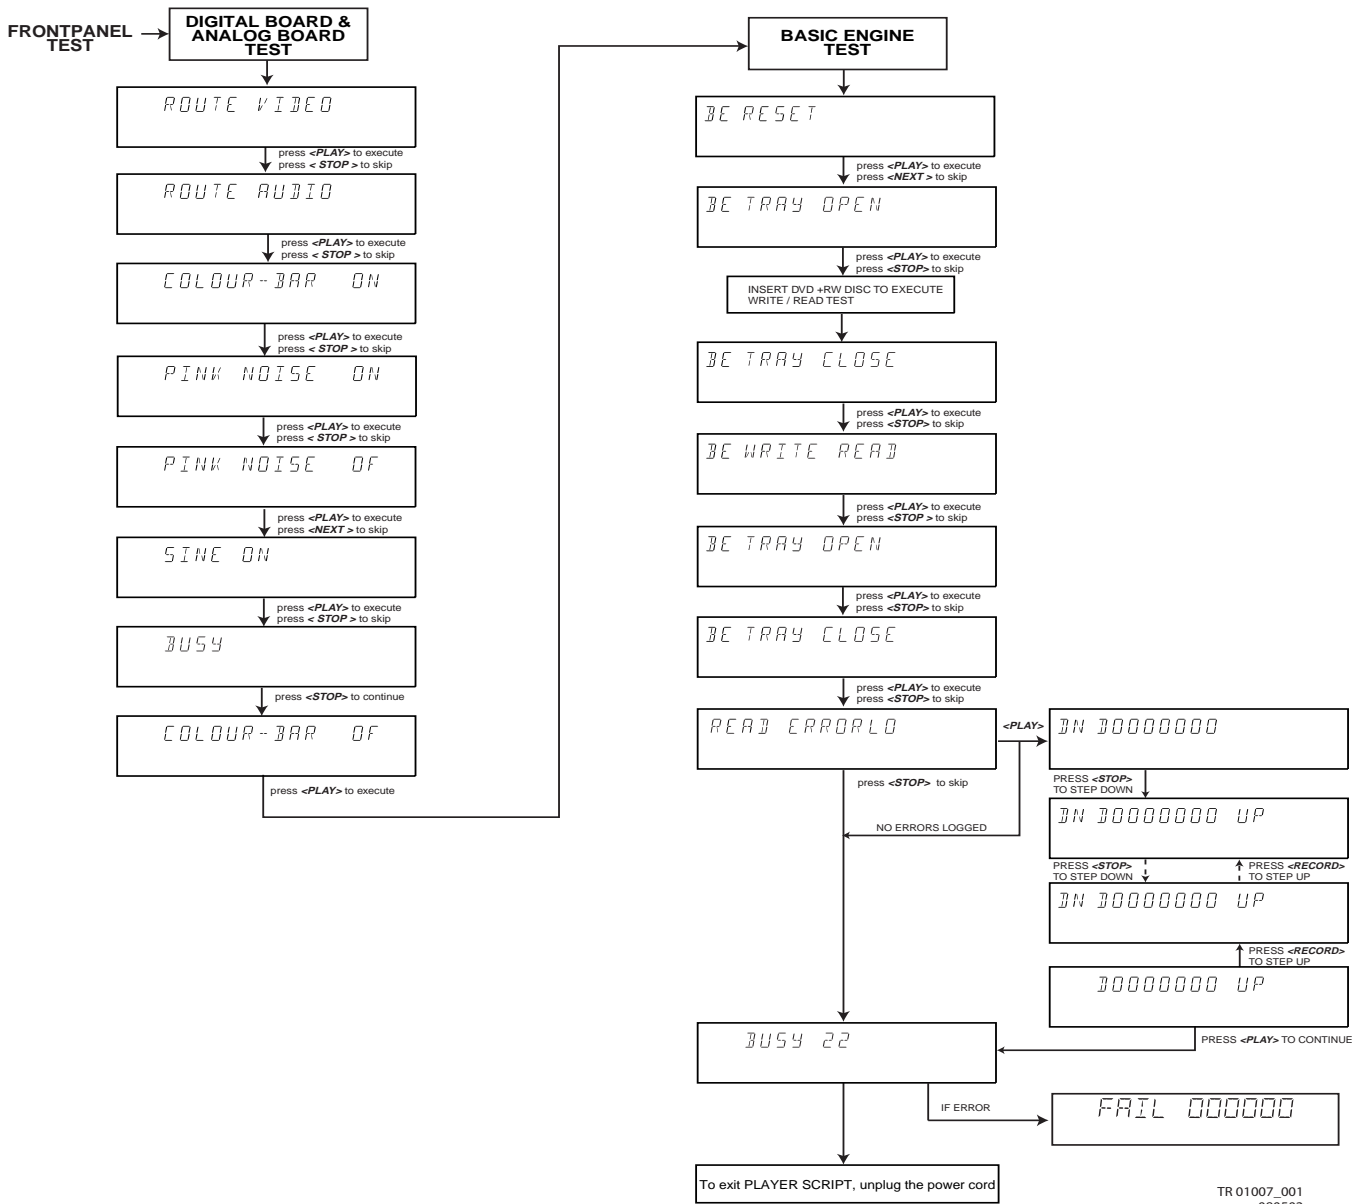 FRONTPANEL
TEST
DIGITAL BOARD &
ANALOG BOARD
TEST
ROUTE VIDEO
press <PLAY> to execute
press < STOP > to skip
ROUTE AUDIO
press <PLAY> to execute
press < STOP > to skip
COLOUR-BAR ON
press <PLAY> to execute
press < STOP > to skip
PINK NOISE ON
press <PLAY> to execute
press < STOP > to skip
PINK NOISE OF
press <PLAY> to execute
press <NEXT > to skip
SINE ON
press <PLAY> to execute
press < STOP > to skip
BUSY
press <STOP> to continue
COLOUR-BAR OF
press <PLAY> to execute
BASIC ENGINE
TEST
BE RESET
press <PLAY> to execute
press <NEXT > to skip
BE TRAY OPEN
press <PLAY> to execute
press <STOP> to skip
INSERT DVD +RW DISC TO EXECUTE
WRITE / READ TEST
BE TRAY CLOSE
press <PLAY> to execute
press <STOP> to skip
BE WRITE READ
press <PLAY> to execute
press <STOP > to skip
BE TRAY OPEN
press <PLAY> to execute
press <STOP> to skip
BE TRAY CLOSE
press <PLAY> to execute
press <STOP> to skip
READ ERRORLO
press <STOP> to skip
<PLAY>
NO ERRORS LOGGED
DN D0000000
PRESS <STOP>
TO STEP DOWN
DN D0000000 UP
PRESS <STOP>
TO STEP DOWN
PRESS <RECORD>
TO STEP UP
DN D0000000 UP
PRESS <RECORD>
TO STEP UP
D0000000 UP
PRESS <PLAY> TO CONTINUE
BUSY 22
IF ERROR
FAIL 000000
To exit PLAYER SCRIPT, unplug the power cord
TR 01007_001